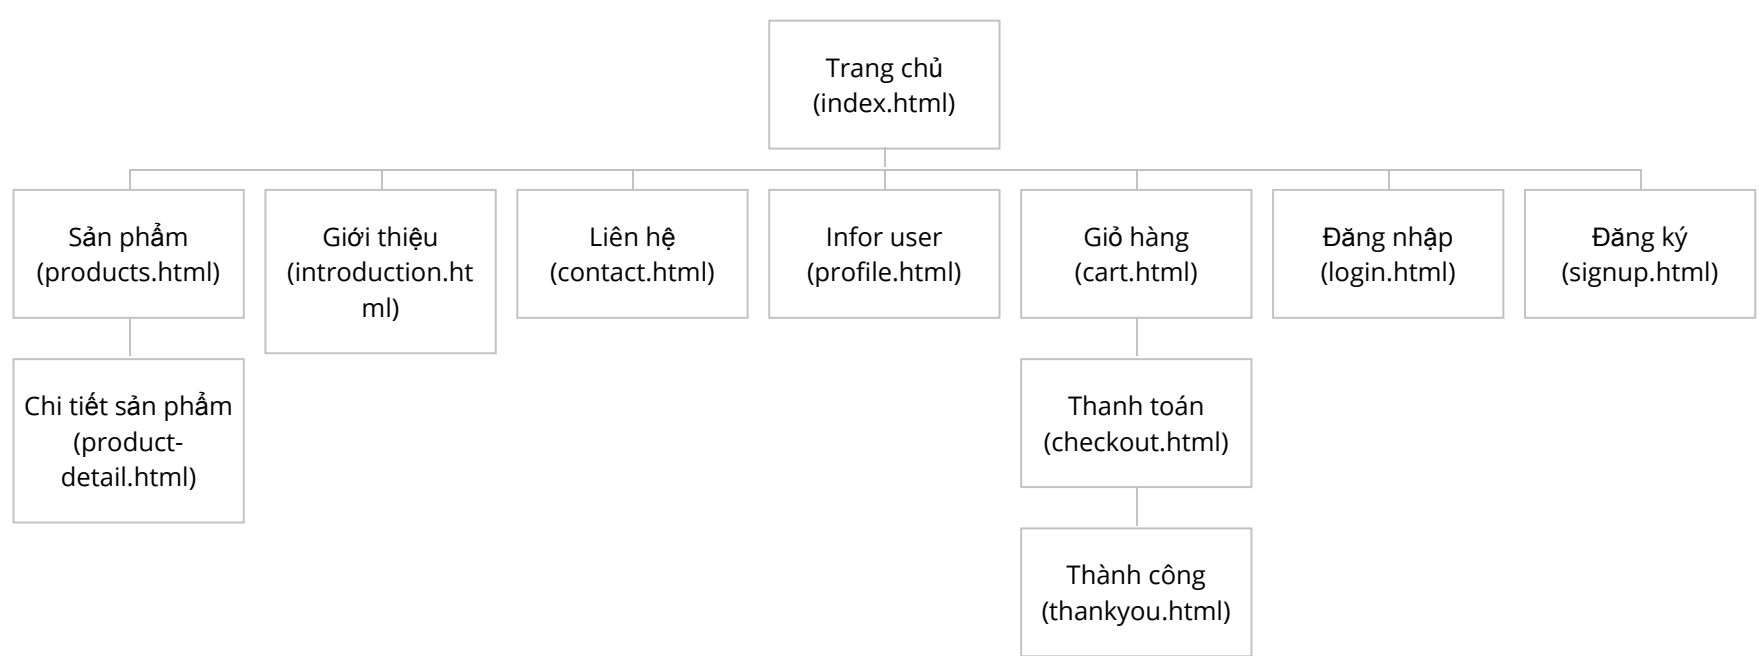 Trang chủ
(index.html)
Sản phẩm
(products.html)
Giới thiệu
(introduction.ht
ml)
Liên hệ
(contact.html)
Infor user
(profile.html)
Giỏ hàng
(cart.html)
Đăng nhập
(login.html)
Đăng ký
(signup.html)
Chi tiết sản phẩm
(product-
detail.html)
Thanh toán
(checkout.html)
Thành công
(thankyou.html)